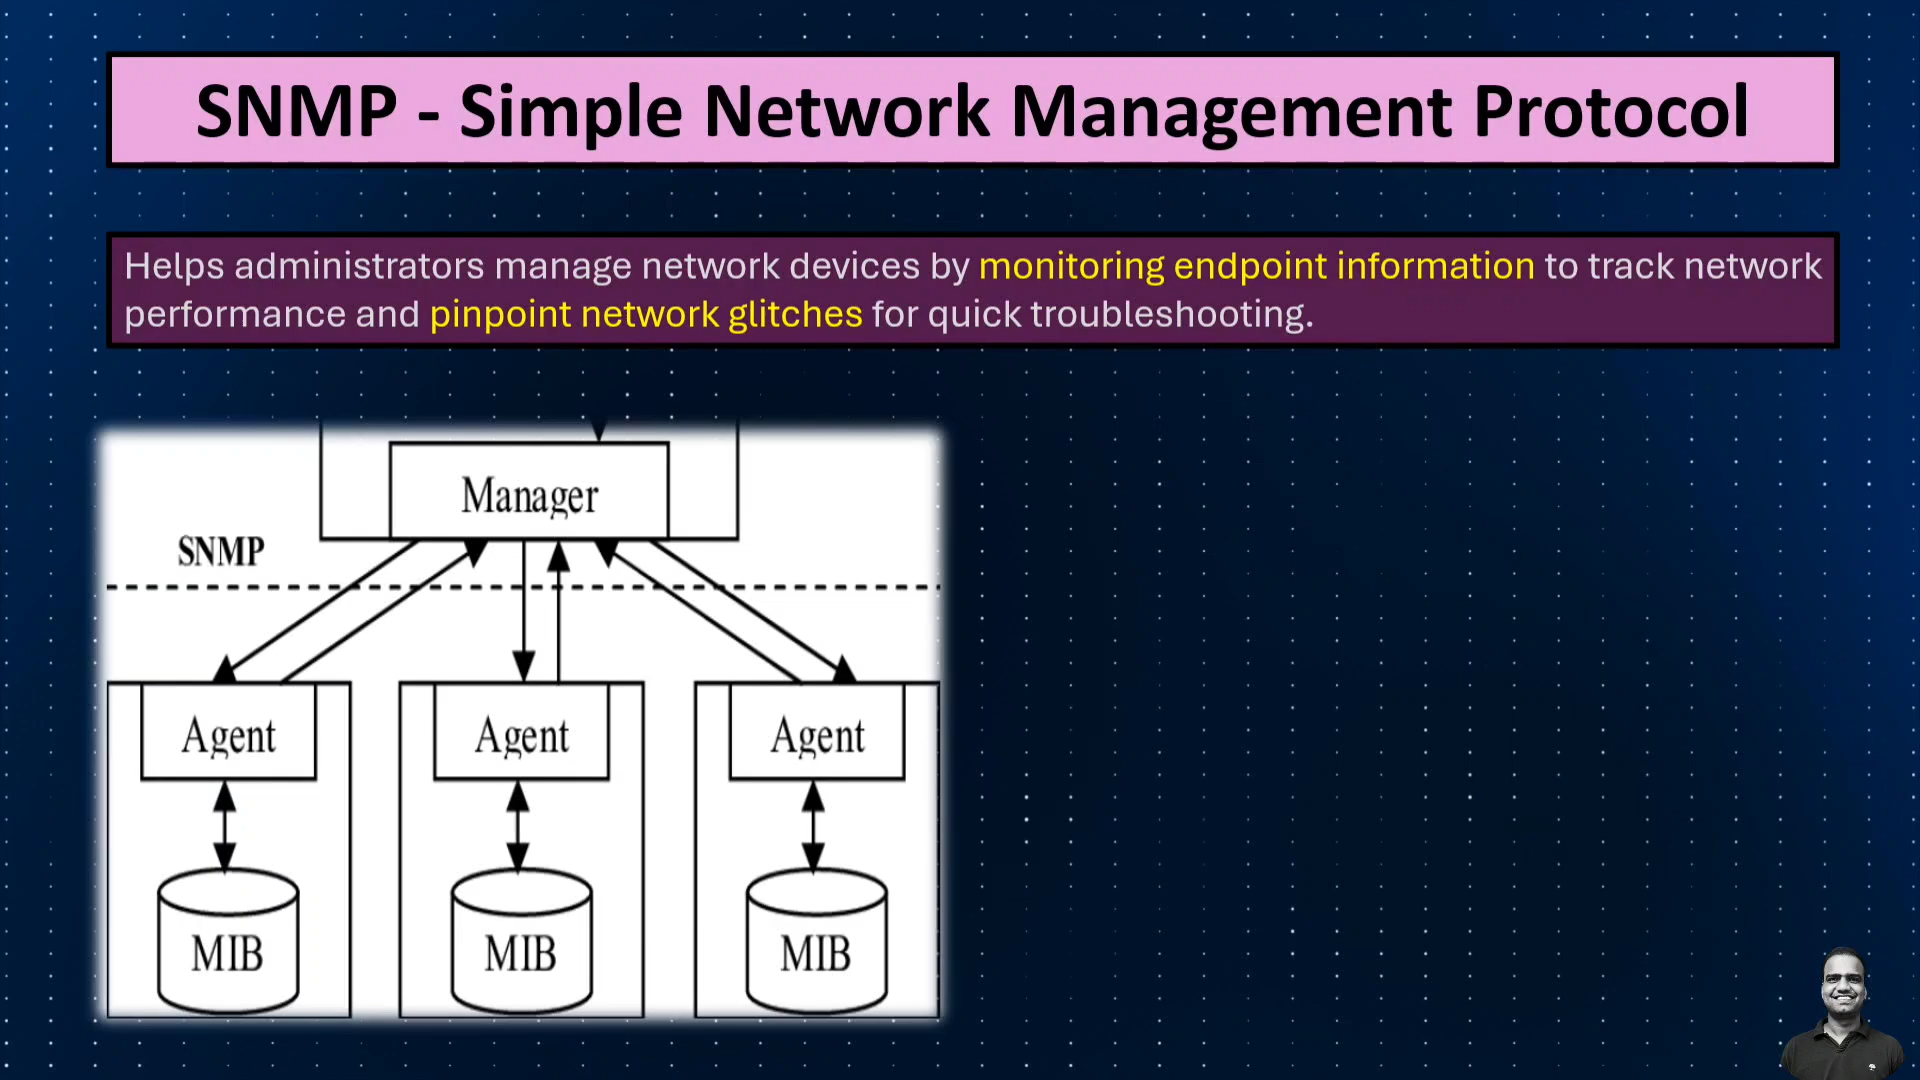 SNMP - Simple Network Management Protocol
Helps administrators manage network devices by monitoring endpoint information to track network
performance and pinpoint network glitches for quick troubleshooting.
Manager
SNMP
Agent Agent Agent
MIB MIB MIB